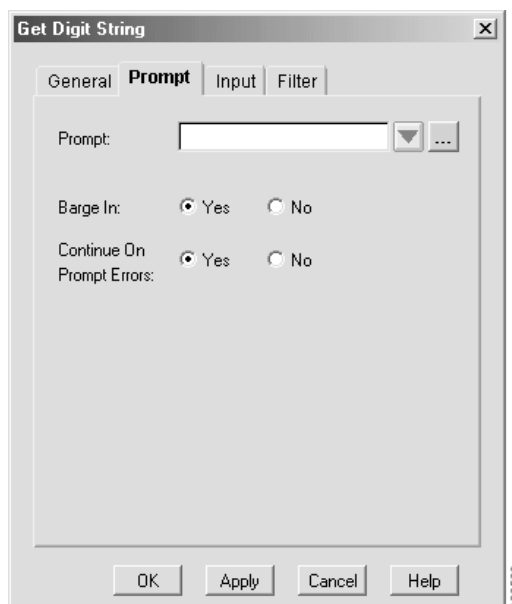 Get Digit String
General Prompt Input Filter
Prompt: ...
Barge In: Yes No
Continue On
Prompt Errors: Yes No
OK Apply Cancel Help